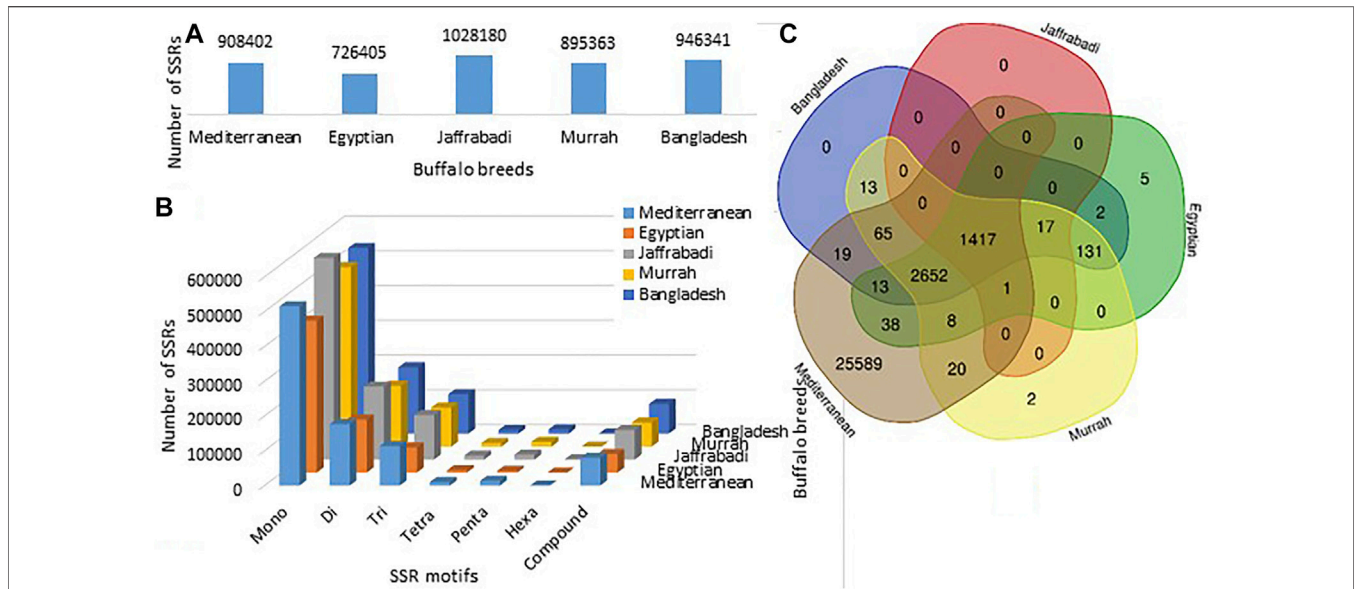 A
Number of SSRs
908402
726405
1028180
895363
946341
Mediterranean
Egyptian
Jaffrabadi
Murrah
Bangladesh
Buffalo breeds
B
Number of SSRs
600000
500000
400000
300000
200000
100000
0
Mediterranean
Egyptian
Jaffrabadi
Murrah
Bangladesh
Mono
Di
Tri
Tetra
Penta
Hexa
Compound
SSR motifs
Bangladesh
Murrah
Jaffrabadi
Egyptian
Mediterranean
Buffalo breeds
C
Jaffrabadi
Bangladesh
Egyptian
Mediterranean
Murrah
0
0
0
0
0
0
0
0
0
0
5
2
13
0
0
65
1417
17
131
19
2652
13
1
0
0
38
8
0
0
25589
20
2